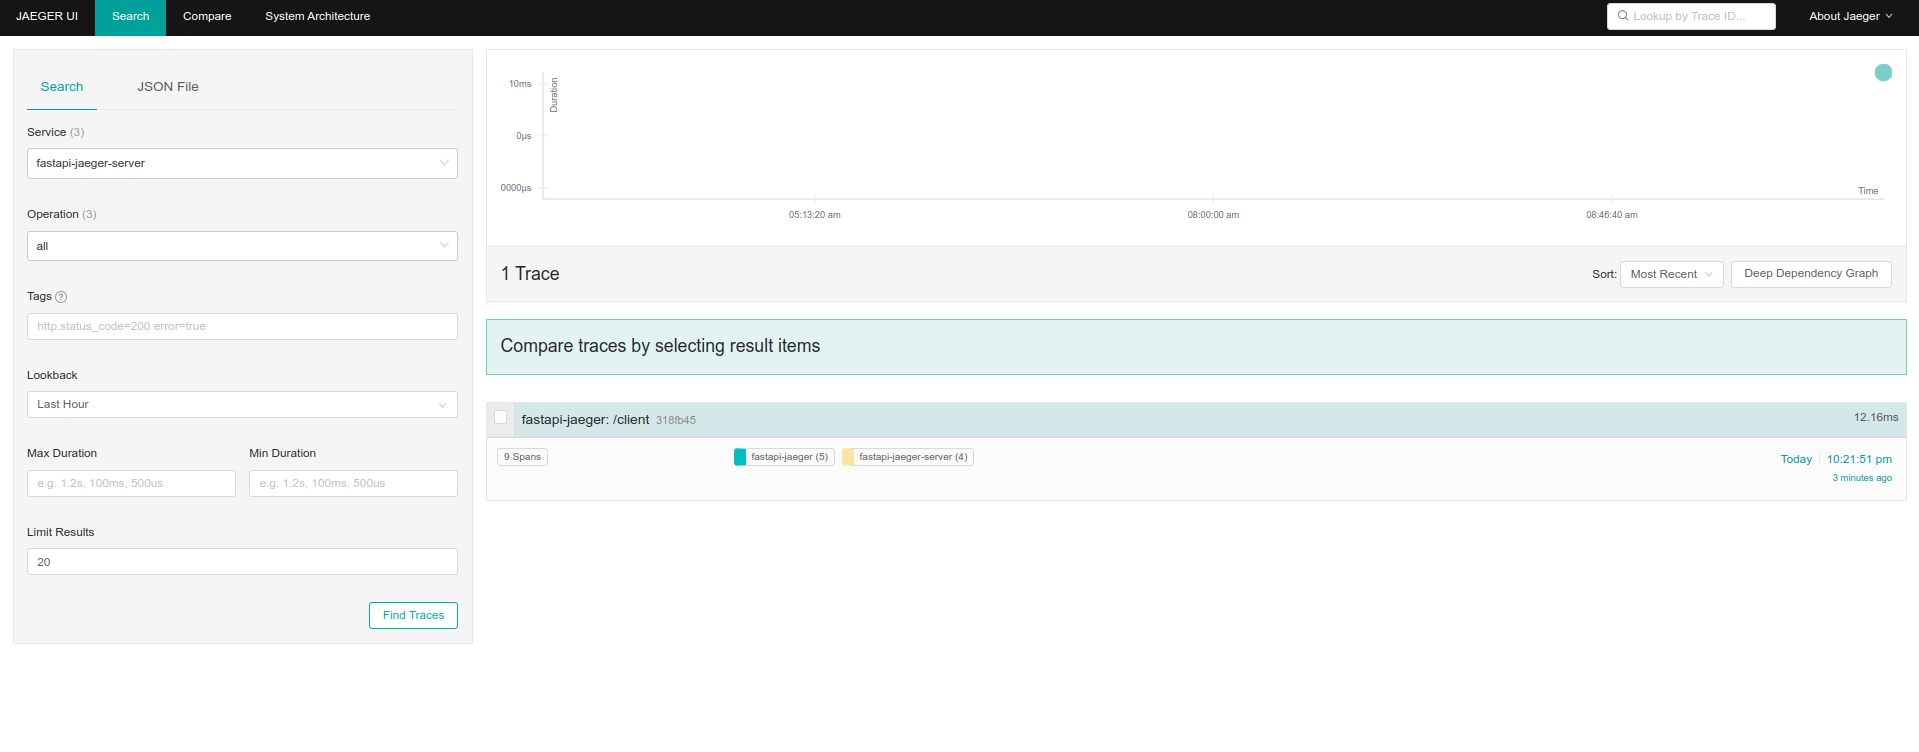 JAEGER UI Search Compare System Architecture Lookup by Trace ID... About Jaeger
Search JSON File
Service (3)
fastapi-jaeger-server
Operation (3)
all
Tags ?
http.status_code=200 error=true
Lookback
Last Hour
Max Duration Min Duration
e.g. 1.2s, 100ms, 500us e.g. 1.2s, 100ms, 500us
Limit Results
20
Find Traces
Duration
10ms
0μs
0000μs
Time
05:13:20 am 08:00:00 am 08:46:40 am
1 Trace Sort: Most Recent Deep Dependency Graph
Compare traces by selecting result items
fastapi-jaeger: /client 318fb45 12.16ms
9 Spans fastapi-jaeger (5) fastapi-jaeger-server (4) Today 10:21:51 pm
3 minutes ago